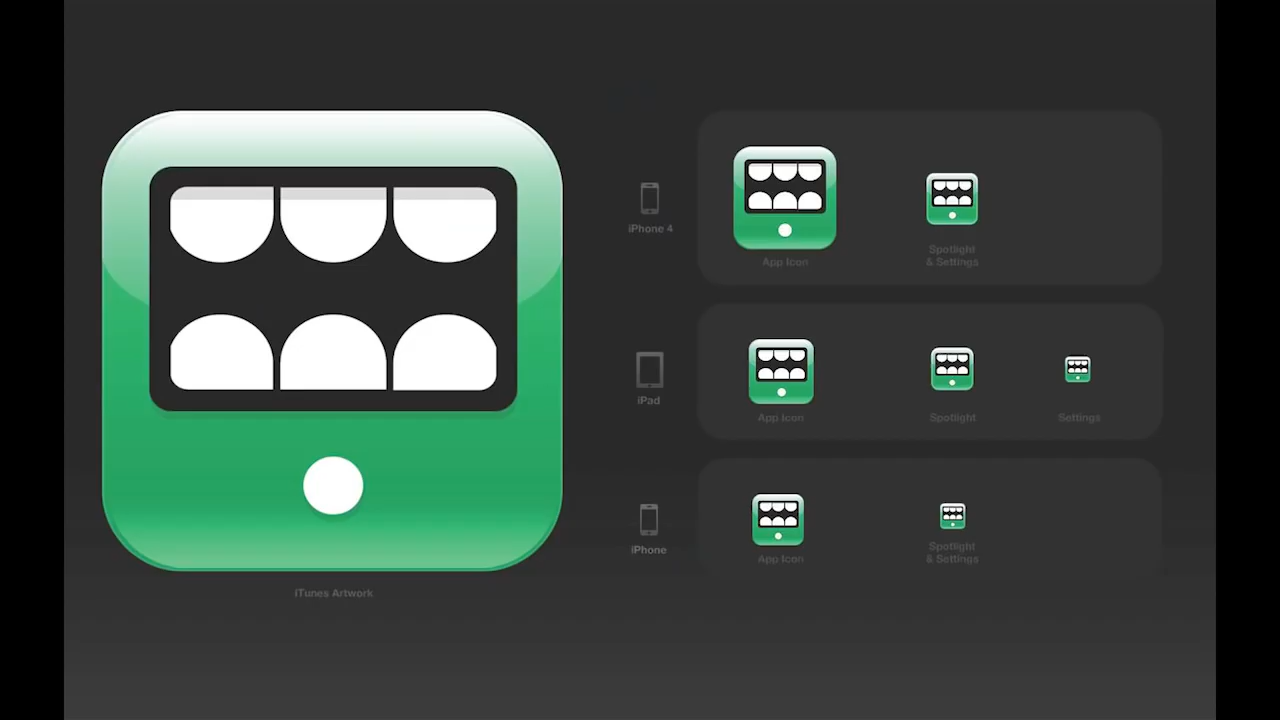 iPhone 4
App Icon
Spotlight
& Settings
iPad
App Icon
Spotlight
Settings
iPhone
App Icon
Spotlight
& Settings
iTunes Artwork